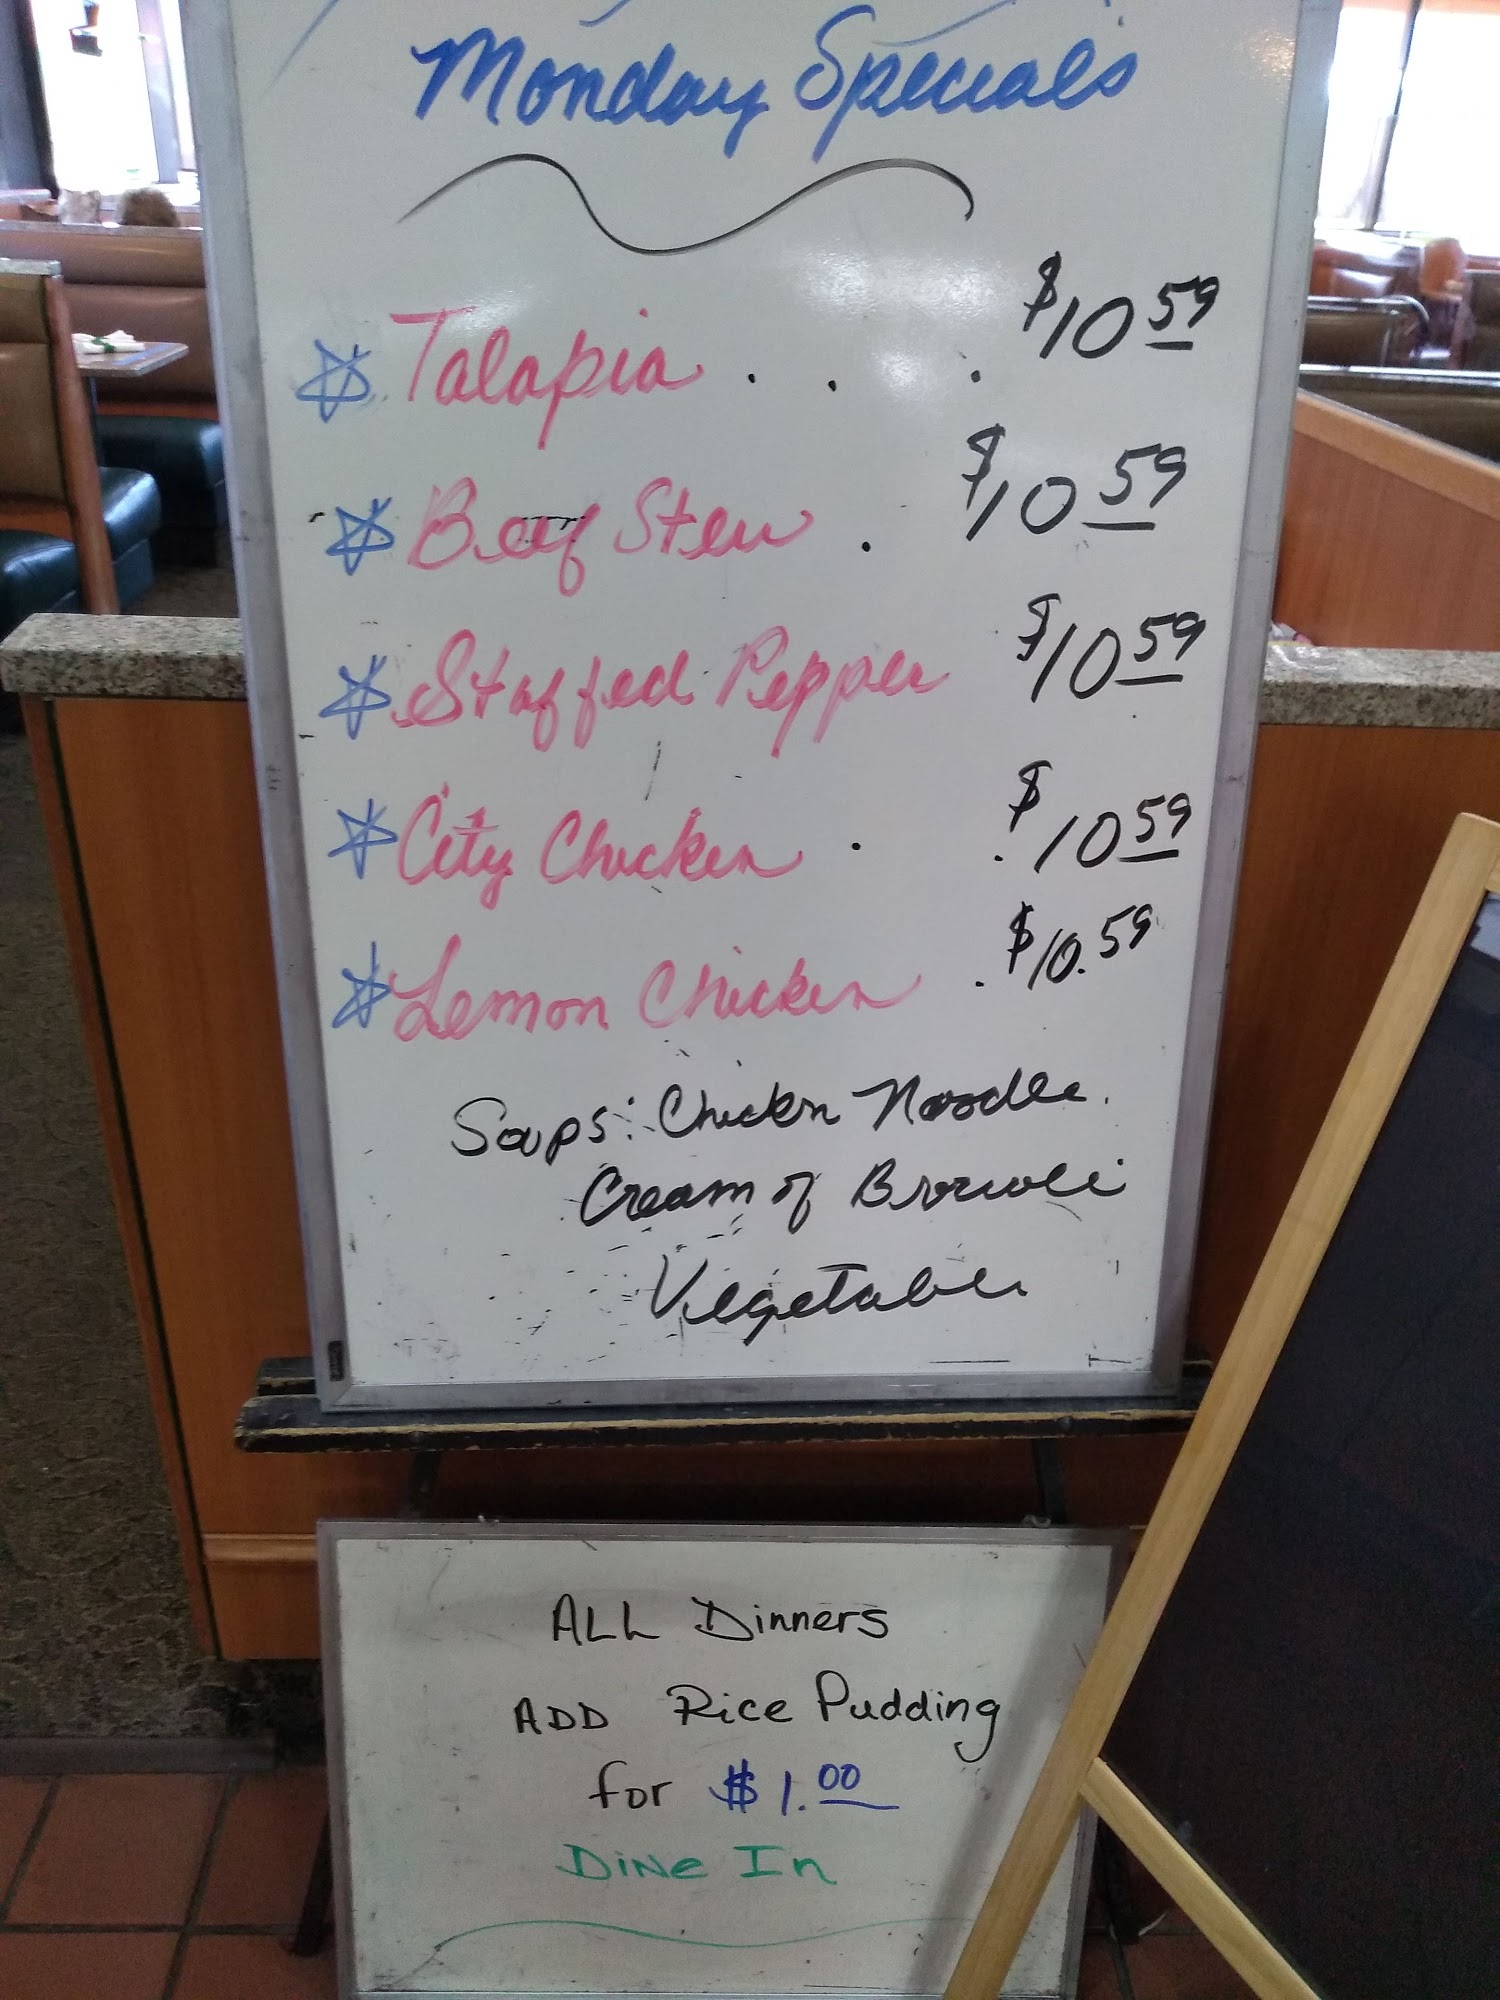 Monday Specials
Talapia . . . $10 59
Beef Stew . $10 59
Stuffed Pepper $10 59
City Chicken . . $10 59
Lemon Chicken . $10.59
Soups: Chicken Noodle
Cream of Broccoli
Vegetable
ALL Dinners
ADD Rice Pudding
for $1.00
Dine In